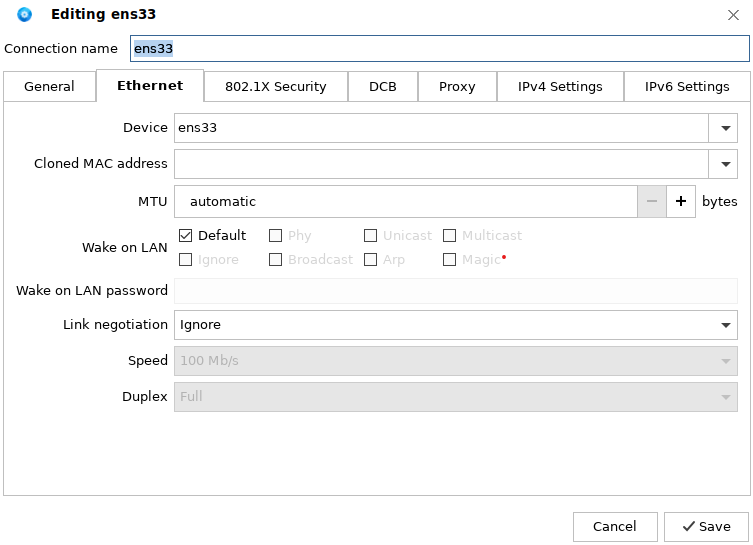 Editing ens33
Connection name ens33
General Ethernet 802.1X Security DCB Proxy IPv4 Settings IPv6 Settings
Device ens33
Cloned MAC address
MTU automatic bytes
Default Phy Unicast Multicast
Wake on LAN
Ignore Broadcast Arp Magic
Wake on LAN password
Link negotiation Ignore
Speed 100 Mb/s
Duplex Full
Cancel Save